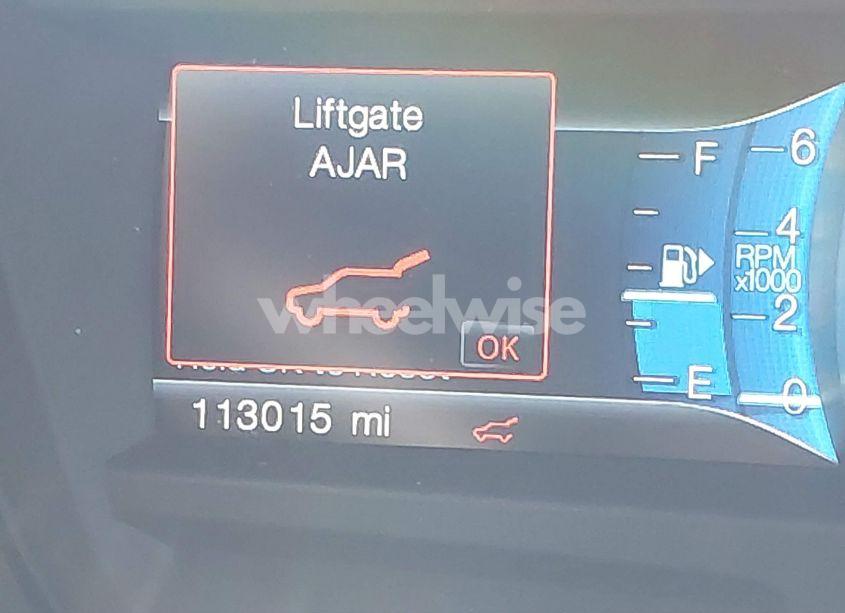 Liftgate
AJAR
wheelwise
OK
113015 mi
F
E
6
4
RPM
x1000
2
0